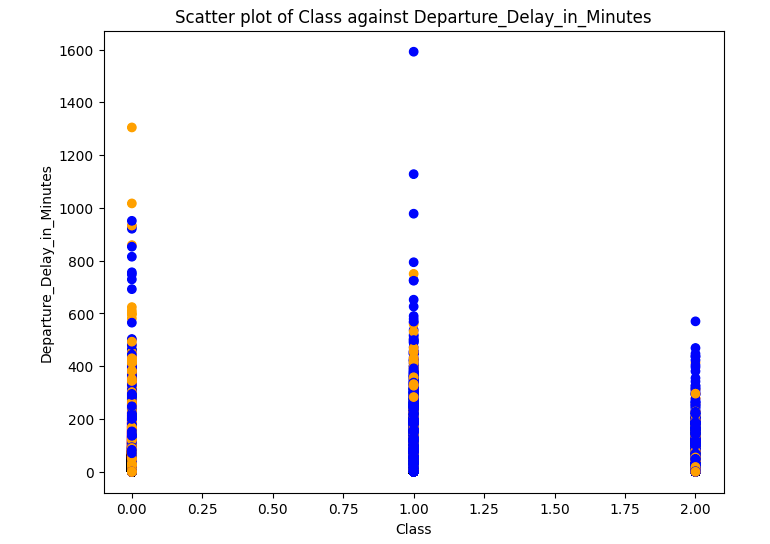 Scatter plot of Class against Departure_Delay_in_Minutes
1600
1400
1200
1000
800
600
400
200
0
Departure_Delay_in_Minutes
0.00 0.25 0.50 0.75 1.00 1.25 1.50 1.75 2.00
Class